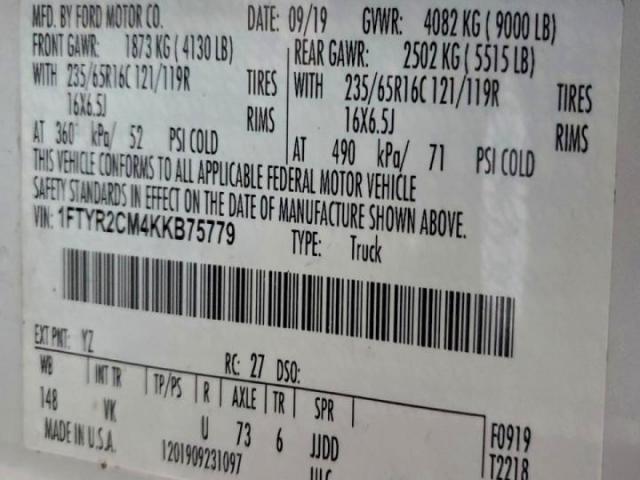 MFD. BY FORD MOTOR CO. DATE: 09/19 GVWR: 4082 KG ( 9000 LB)
FRONT GAWR: 1873 KG ( 4130 LB) REAR GAWR: 2502 KG ( 5515 LB)
WITH 235/65R16C 121/119R TIRES WITH 235/65R16C 121/119R TIRES
16X6.5J RIMS 16X6.5J RIMS
AT 360 kPa/ 52 PSI COLD AT 490 kPa/ 71 PSI COLD
THIS VEHICLE CONFORMS TO ALL APPLICABLE FEDERAL MOTOR VEHICLE
SAFETY STANDARDS IN EFFECT ON THE DATE OF MANUFACTURE SHOWN ABOVE.
VIN: 1FTYR2CM4KKB75779 TYPE: Truck
EXT PNT: YZ RC: 27 DSO:
WB INT TR TP/PS R AXLE TR SPR
148 VK U 73 6 JJDD F0919
MADE IN U.S.A. 1201909231097 T2218